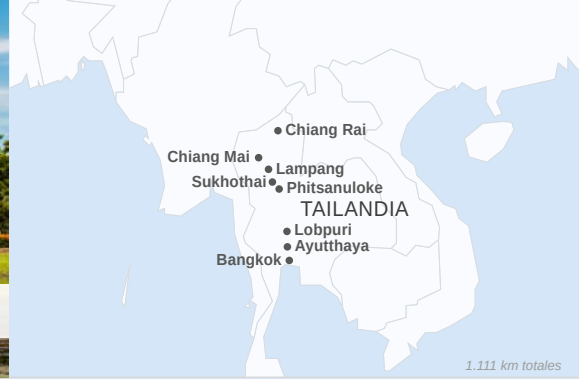 Chiang Rai
Chiang Mai
Lampang
Sukhothai
Phitsanuloke
TAILANDIA
Lobpuri
Ayutthaya
Bangkok
1.111 km totales